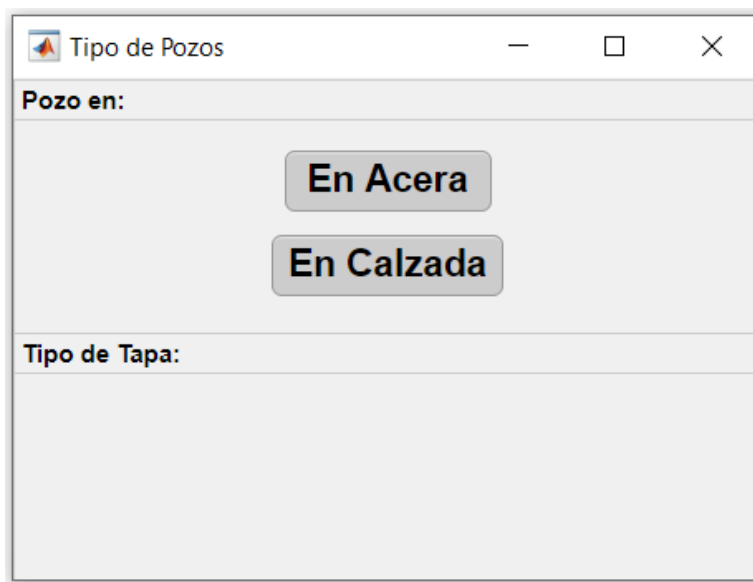 Tipo de Pozos
Pozo en:
En Acera
En Calzada
Tipo de Tapa: